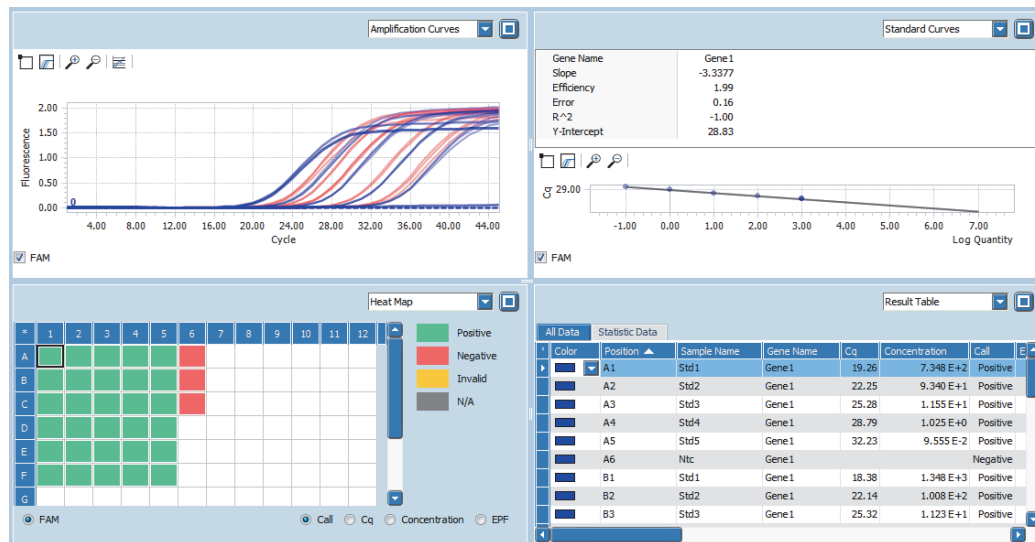 Amplification Curves
2.00
1.50
1.00
0.50
0.00
Fluorescence
0
4.00 8.00 12.00 16.00 20.00 24.00 28.00 32.00 36.00 40.00 44.00
Cycle
FAM
Standard Curves
Gene Name Gene1
Slope -3.3377
Efficiency 1.99
Error 0.16
R^2 -1.00
Y-Intercept 28.83
Cq 29.00
-1.00 0.00 1.00 2.00 3.00 4.00 5.00 6.00 7.00
Log Quantity
FAM
Heat Map
* 1 2 3 4 5 6 7 8 9 10 11 12
A
B
C
D
E
F
G
Positive
Negative
Invalid
N/A
FAM Call Cq Concentration EPF
Result Table
All Data Statistic Data
Color Position Sample Name Gene Name Cq Concentration Call E
A1 Std1 Gene1 19.26 7.348 E+2 Positive
A2 Std2 Gene1 22.25 9.340 E+1 Positive
A3 Std3 Gene1 25.28 1.155 E+1 Positive
A4 Std4 Gene1 28.79 1.025 E+0 Positive
A5 Std5 Gene1 32.23 9.555 E-2 Positive
A6 Ntc Gene1 Negative
B1 Std1 Gene1 18.38 1.348 E+3 Positive
B2 Std2 Gene1 22.14 1.008 E+2 Positive
B3 Std3 Gene1 25.32 1.123 E+1 Positive